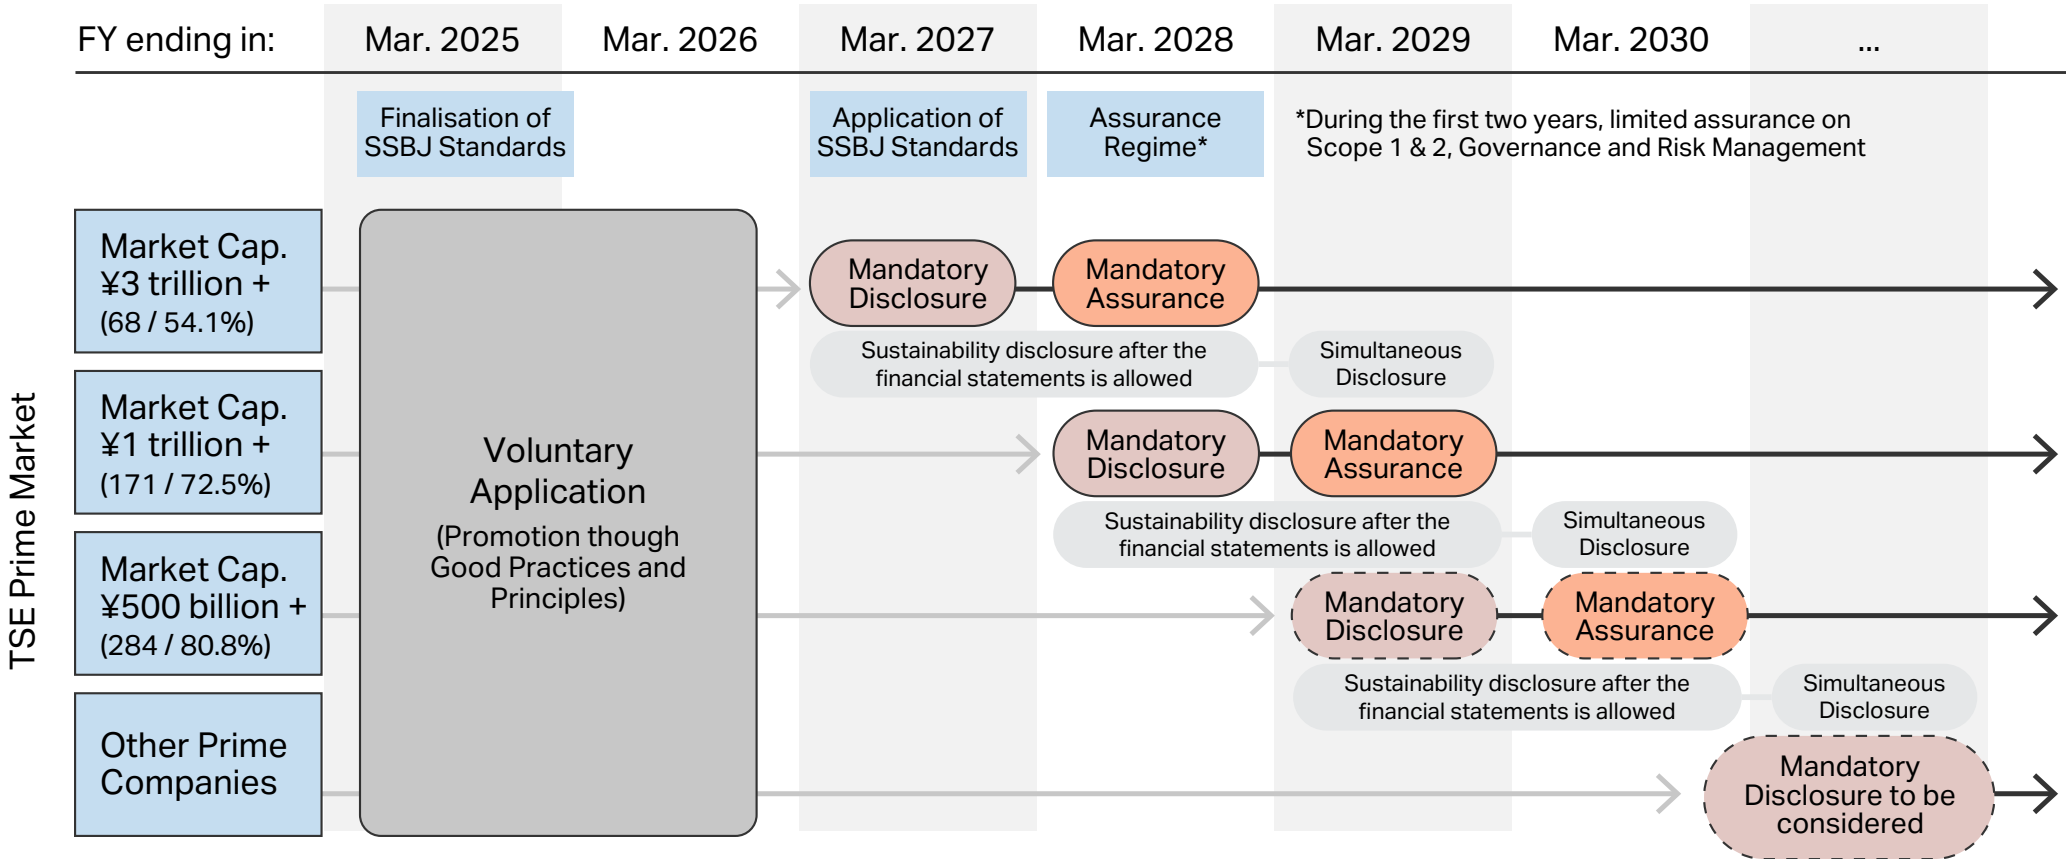 FY ending in:
Mar. 2025
Mar. 2026
Mar. 2027
Mar. 2028
Mar. 2029
Mar. 2030
...
Finalisation of
SSBJ Standards
Application of
SSBJ Standards
Assurance
Regime*
*During the first two years, limited assurance on
Scope 1 & 2, Governance and Risk Management
TSE Prime Market
Market Cap.
¥3 trillion +
(68 / 54.1%)
Mandatory
Disclosure
Mandatory
Assurance
Sustainability disclosure after the
financial statements is allowed
Simultaneous
Disclosure
Market Cap.
¥1 trillion +
(171 / 72.5%)
Voluntary
Application
(Promotion though
Good Practices and
Principles)
Mandatory
Disclosure
Mandatory
Assurance
Sustainability disclosure after the
financial statements is allowed
Simultaneous
Disclosure
Market Cap.
¥500 billion +
(284 / 80.8%)
Mandatory
Disclosure
Mandatory
Assurance
Sustainability disclosure after the
financial statements is allowed
Simultaneous
Disclosure
Other Prime
Companies
Mandatory
Disclosure to be
considered